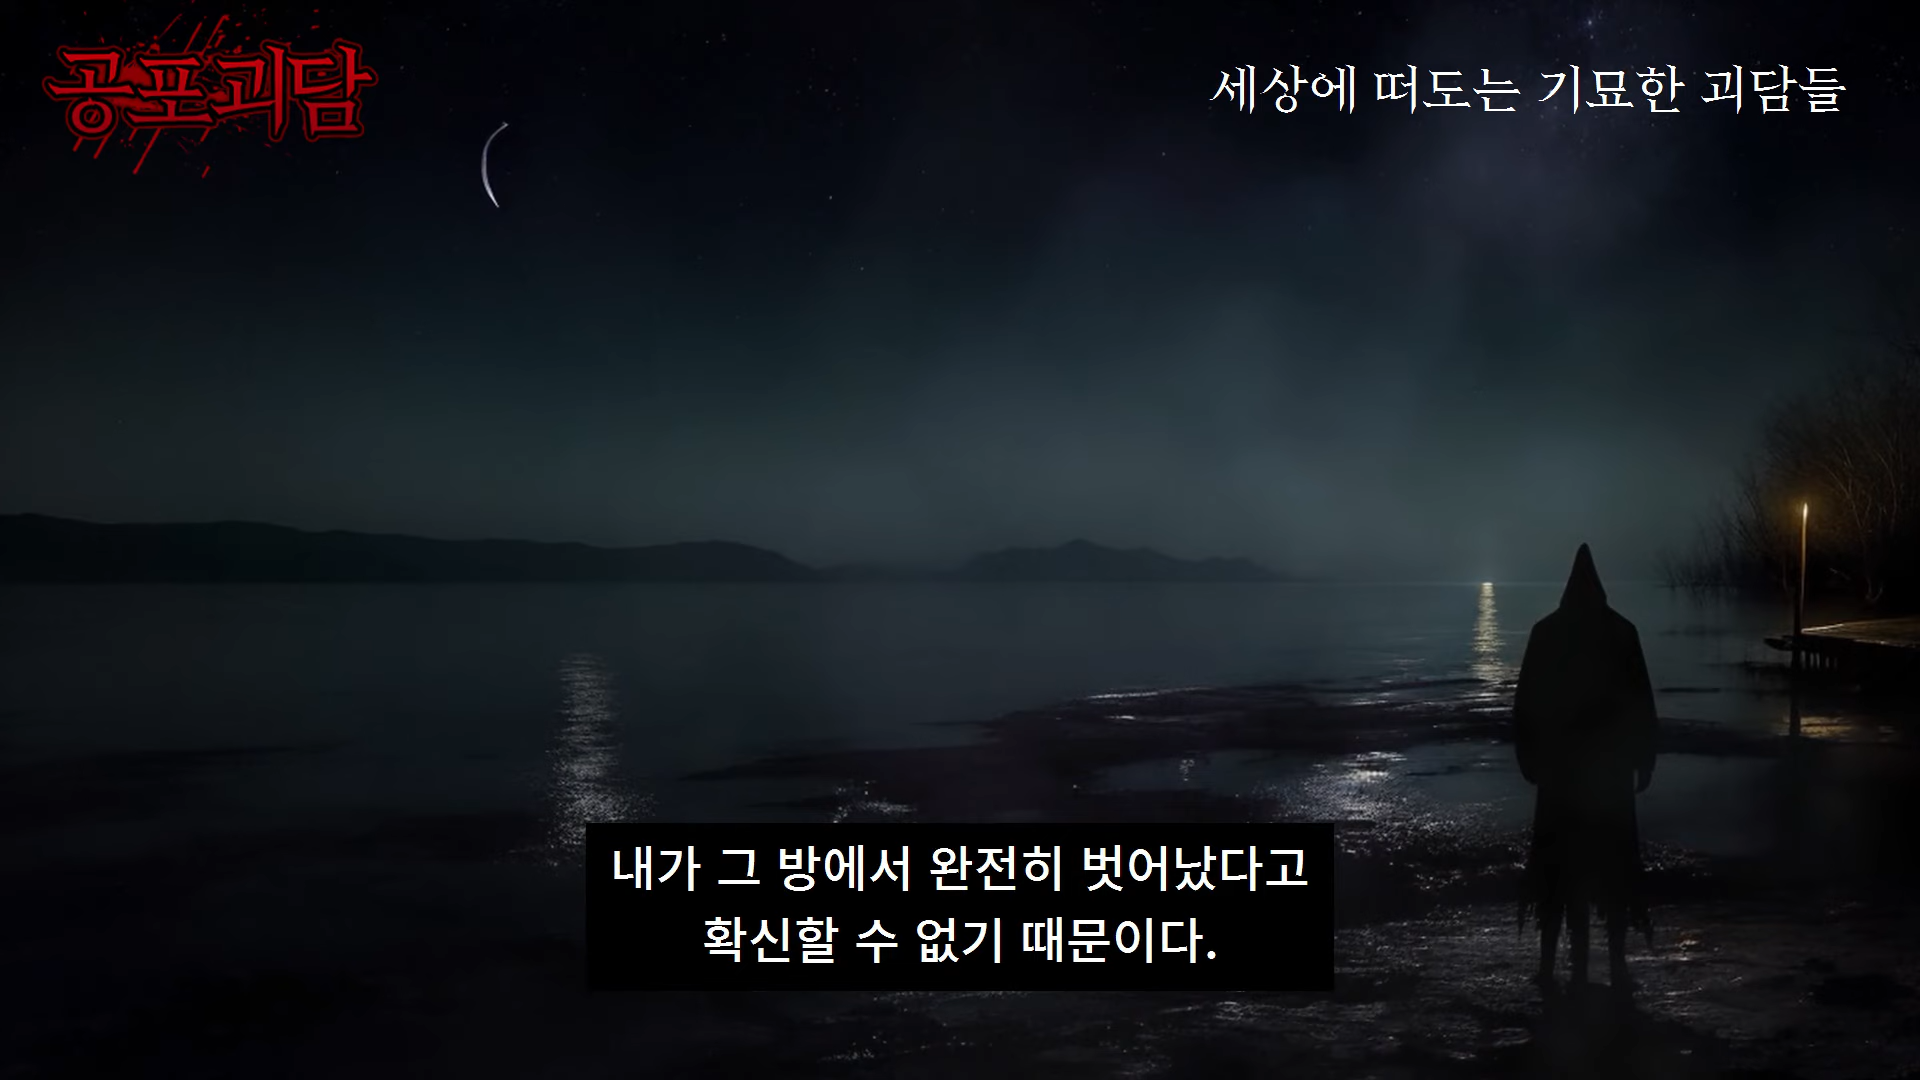 공포괴담
세상에 떠도는 기묘한 괴담들
내가 그 방에서 완전히 벗어났다고
확신할 수 없기 때문이다.